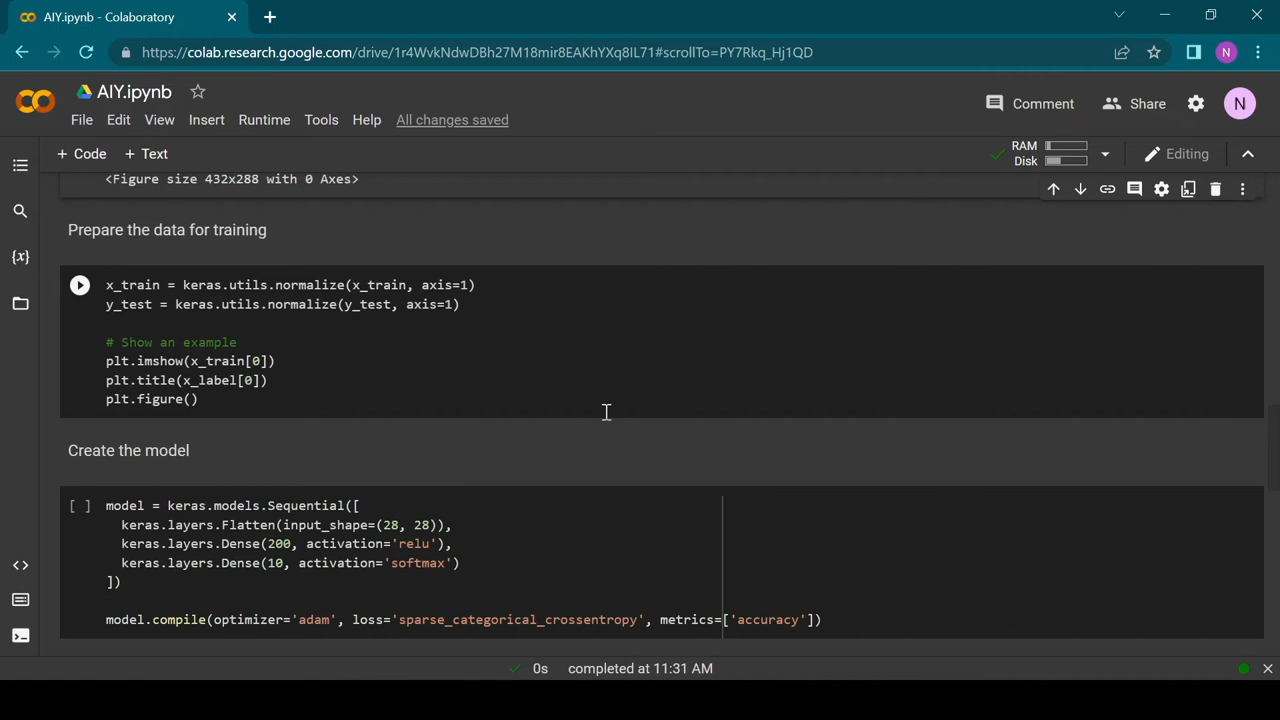 AIY.ipynb - Colaboratory
https://colab.research.google.com/drive/1r4WvkNdwDBh27M18mir8EAKhYXq8IL71#scrollTo=PY7Rkq_Hj1QD
N
AIY.ipynb
Comment
Share
N
File Edit View Insert Runtime Tools Help All changes saved
+ Code + Text
RAM
Disk
Editing
<Figure size 432x288 with 0 Axes>
Prepare the data for training
x_train = keras.utils.normalize(x_train, axis=1)
y_test = keras.utils.normalize(y_test, axis=1)
# Show an example
plt.imshow(x_train[0])
plt.title(x_label[0])
plt.figure()
Create the model
[ ] model = keras.models.Sequential([
keras.layers.Flatten(input_shape=(28, 28)),
keras.layers.Dense(200, activation='relu'),
keras.layers.Dense(10, activation='softmax')
])
model.compile(optimizer='adam', loss='sparse_categorical_crossentropy', metrics=['accuracy'])
0s completed at 11:31 AM